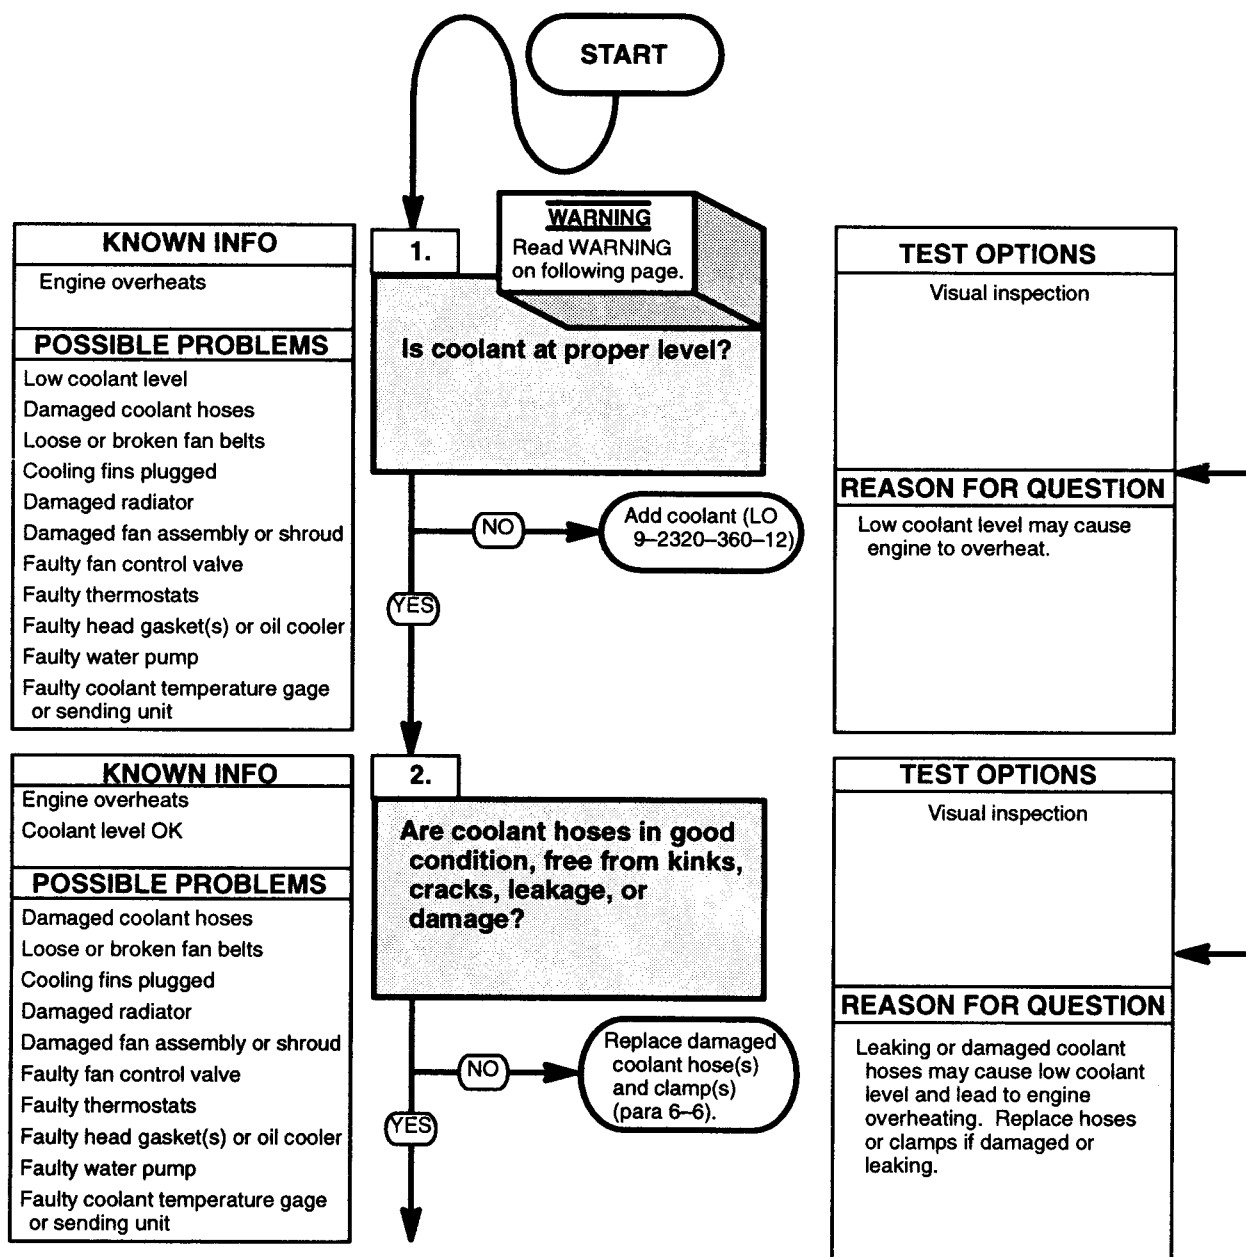 START
WARNING
Read WARNING
on following page.
KNOWN INFO
Engine overheats
POSSIBLE PROBLEMS
Low coolant level
Damaged coolant hoses
Loose or broken fan belts
Cooling fins plugged
Damaged radiator
Damaged fan assembly or shroud
Faulty fan control valve
Faulty thermostats
Faulty head gasket(s) or oil cooler
Faulty water pump
Faulty coolant temperature gage
or sending unit
1.
Is coolant at proper level?
NO
Add coolant (LO
9–2320–360–12)
YES
TEST OPTIONS
Visual inspection
REASON FOR QUESTION
Low coolant level may cause
engine to overheat.
KNOWN INFO
Engine overheats
Coolant level OK
POSSIBLE PROBLEMS
Damaged coolant hoses
Loose or broken fan belts
Cooling fins plugged
Damaged radiator
Damaged fan assembly or shroud
Faulty fan control valve
Faulty thermostats
Faulty head gasket(s) or oil cooler
Faulty water pump
Faulty coolant temperature gage
or sending unit
2.
Are coolant hoses in good
condition, free from kinks,
cracks, leakage, or
damage?
NO
Replace damaged
coolant hose(s)
and clamp(s)
(para 6–6).
YES
TEST OPTIONS
Visual inspection
REASON FOR QUESTION
Leaking or damaged coolant
hoses may cause low coolant
level and lead to engine
overheating. Replace hoses
or clamps if damaged or
leaking.